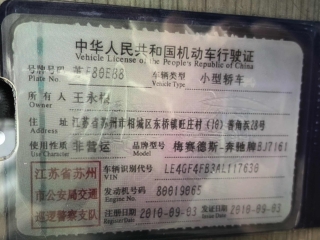 中华人民共和国机动车行驶证
Vehicle License of the People's Republic of China
号牌号码 苏E80E88 车辆类型 小型轿车
Plate No. Vehicle Type
所有人 王永
Owner
住址 江苏省苏州市相城区东桥镇旺庄村(10)香角浜28号
Address
使用性质 非营运 品牌型号 梅赛德斯-奔驰牌BJ7161
Use Character Model
江苏省苏州 车辆识别代号 LE4GF4FB3AL117630
VIN
市公安局交通 发动机号码 80019865
Engine No.
巡逻警察支队 注册日期 2010-09-03 发证日期 2010-09-03
Register Date Issue Date